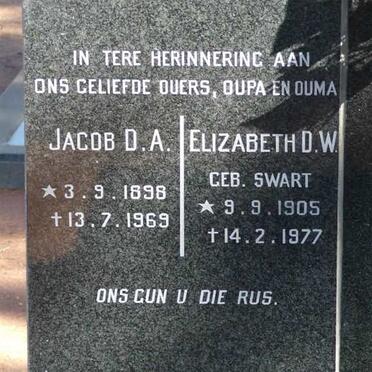 IN TERE HERINNERING AAN
ONS GELIEFDE OUERS, OUPA EN OUMA
JACOB D.A.
★ 3.9.1898
† 13.7.1969
ELIZABETH D.W.
GEB. SWART
★ 9.9.1905
† 14.2.1977
ONS GUN U DIE RUS.